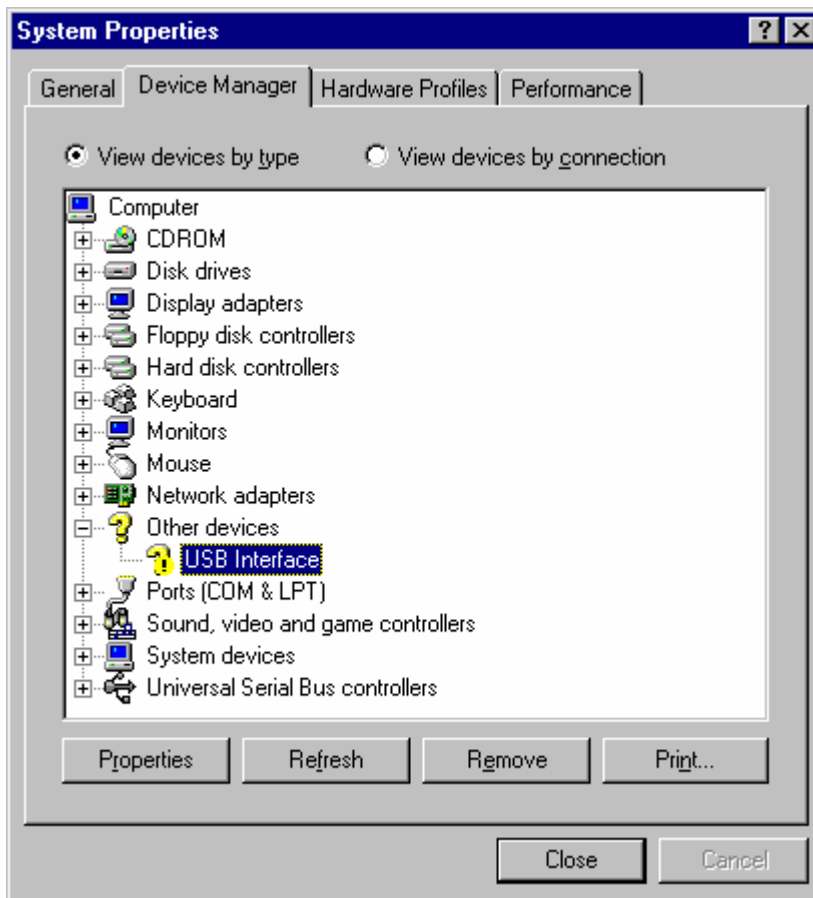 System Properties
General Device Manager Hardware Profiles Performance
View devices by type View devices by connection
Computer
CDROM
Disk drives
Display adapters
Floppy disk controllers
Hard disk controllers
Keyboard
Monitors
Mouse
Network adapters
Other devices
USB Interface
Ports (COM & LPT)
Sound, video and game controllers
System devices
Universal Serial Bus controllers
Properties Refresh Remove Print...
Close Cancel